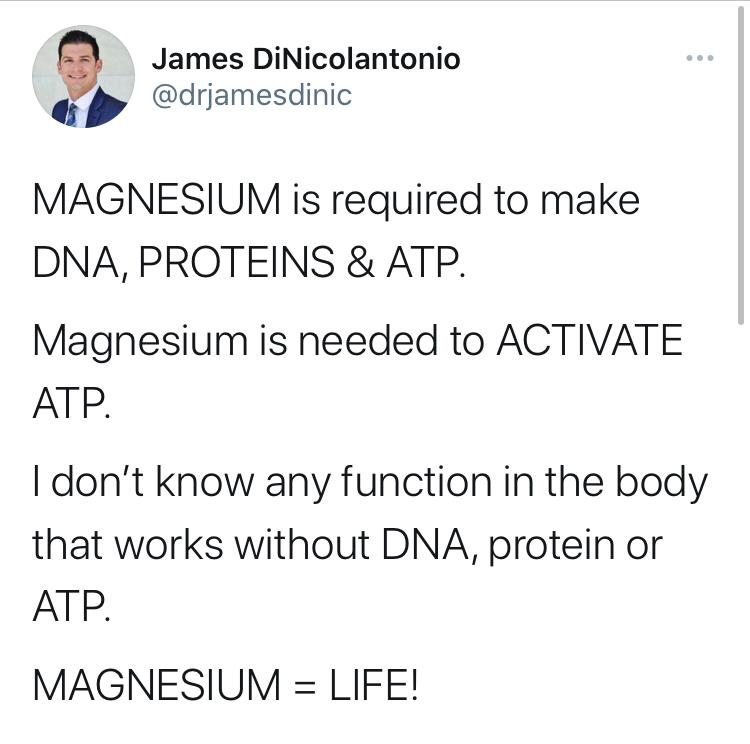 James DiNicolantonio
@drjamesdinic
MAGNESIUM is required to make
DNA, PROTEINS & ATP.
Magnesium is needed to ACTIVATE
ATP.
I don’t know any function in the body
that works without DNA, protein or
ATP.
MAGNESIUM = LIFE!